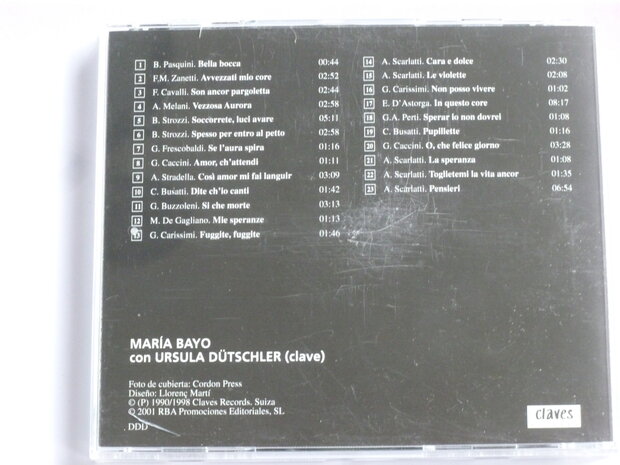 1 B. Pasquini. Bella bocca 00:44
2 F.M. Zanetti. Avvezzati mio core 02:52
3 F. Cavalli. Son ancor pargoletta 02:44
4 A. Melani. Vezzosa Aurora 02:58
5 B. Strozzi. Soccorrete, luci avare 05:11
6 B. Strozzi. Spesso per entro al petto 02:58
7 G. Frescobaldi. Se l'aura spira 01:16
8 G. Caccini. Amor, ch'attendi 01:11
9 A. Stradella. Così amor mi fai languir 03:09
10 C. Busatti. Dite ch'io canti 01:42
11 G. Buzzoleni. Sì che morte 03:13
12 M. De Gagliano. Mie speranze 01:13
13 G. Carissimi. Fuggite, fuggite 01:46
14 A. Scarlatti. Cara e dolce 02:30
15 A. Scarlatti. Le violette 02:08
16 G. Carissimi. Non posso vivere 01:02
17 E. D'Astorga. In questo core 08:17
18 G.A. Perti. Sperar io non dovrei 01:08
19 C. Busatti. Pupillette 01:16
20 G. Caccini. O, che felice giorno 03:28
21 A. Scarlatti. La speranza 01:08
22 A. Scarlatti. Toglietemi la vita ancor 01:35
23 A. Scarlatti. Pensieri 06:54
MARÍA BAYO
con URSULA DÜTSCHLER (clave)
Foto de cubierta: Cordon Press
Diseño: Llorenç Martí
© (P) 1990/1998 Claves Records. Suiza
© 2001 RBA Promociones Editoriales, SL
DDD
claves